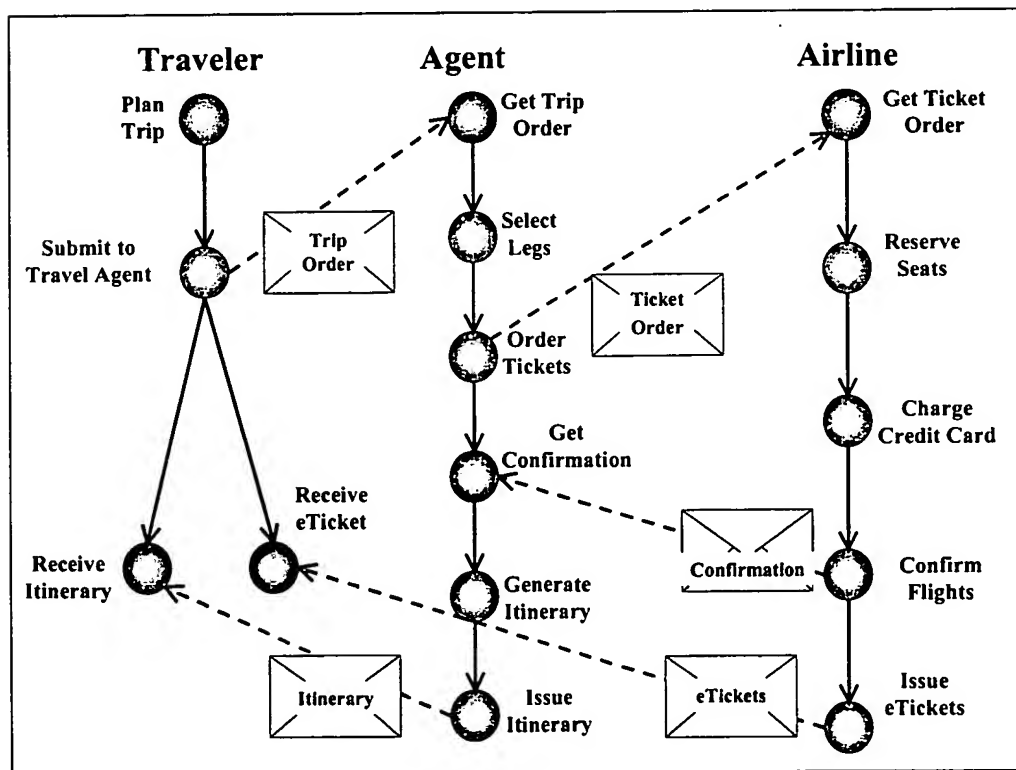 Traveler
Agent
Airline
Plan
Trip
Get Trip
Order
Get Ticket
Order
Trip
Order
Select
Legs
Submit to
Travel Agent
Reserve
Seats
Ticket
Order
Order
Tickets
Charge
Credit Card
Get
Confirmation
Receive
eTicket
Receive
Itinerary
Confirmation
Confirm
Flights
Generate
Itinerary
Itinerary
Issue
Itinerary
eTickets
Issue
eTickets